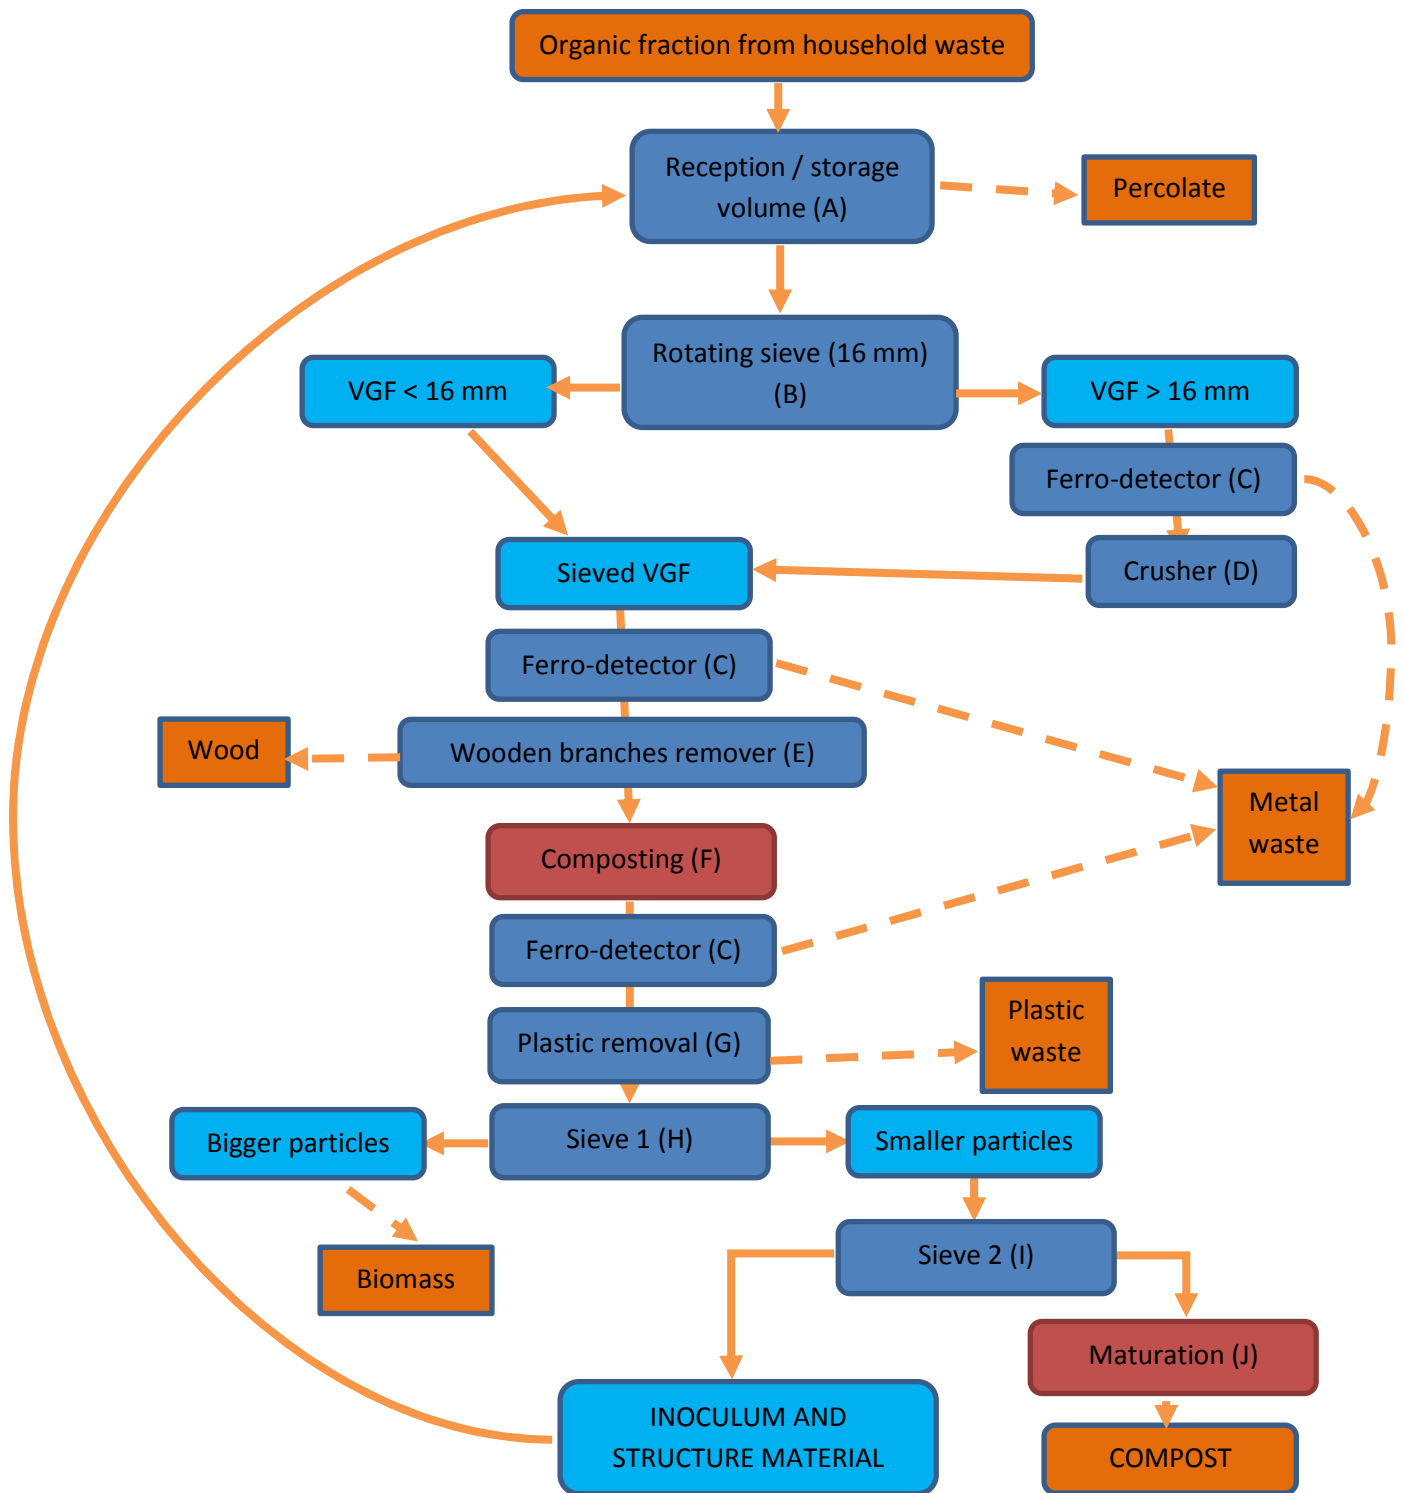 Organic fraction from household waste
Reception / storage
volume (A)
Percolate
Rotating sieve (16 mm)
(B)
VGF < 16 mm
VGF > 16 mm
Ferro-detector (C)
Sieved VGF
Crusher (D)
Ferro-detector (C)
Wood
Wooden branches remover (E)
Metal
waste
Composting (F)
Ferro-detector (C)
Plastic
waste
Plastic removal (G)
Bigger particles
Sieve 1 (H)
Smaller particles
Sieve 2 (I)
Biomass
Maturation (J)
INOCULUM AND
STRUCTURE MATERIAL
COMPOST